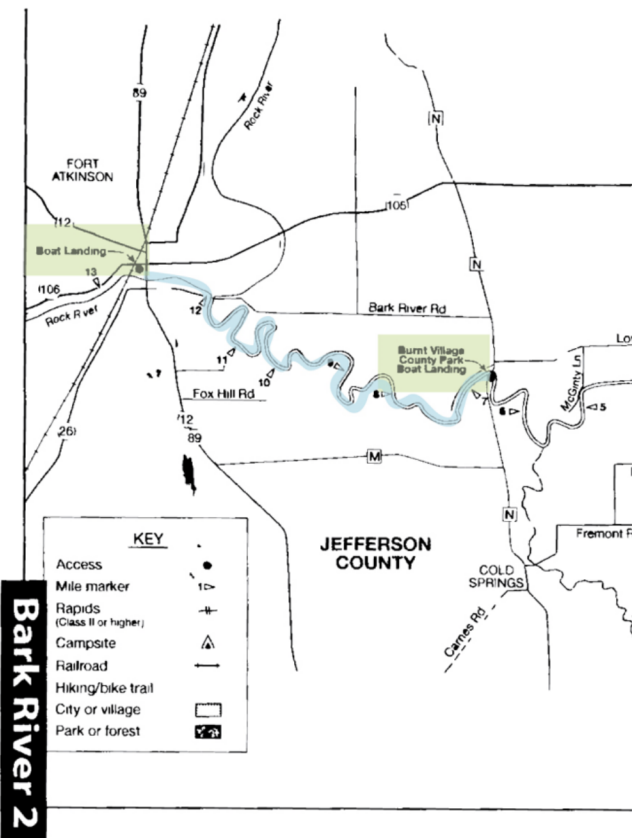 89
Rock River
N
FORT
ATKINSON
12
105
Boat Landing
13
N
106
Rock River
12
Bark River Rd
Burnt Village
County Park
Boat Landing
11
9
10
8
7
6
McGinty Ln
5
Fox Hill Rd
12
89
26
M
N
JEFFERSON
COUNTY
Fremont R
COLD
SPRINGS
Carnes Rd
KEY
Access
Mile marker
1
Rapids
(Class II or higher)
Campsite
Railroad
Hiking/bike trail
City or village
Park or forest
Bark River 2